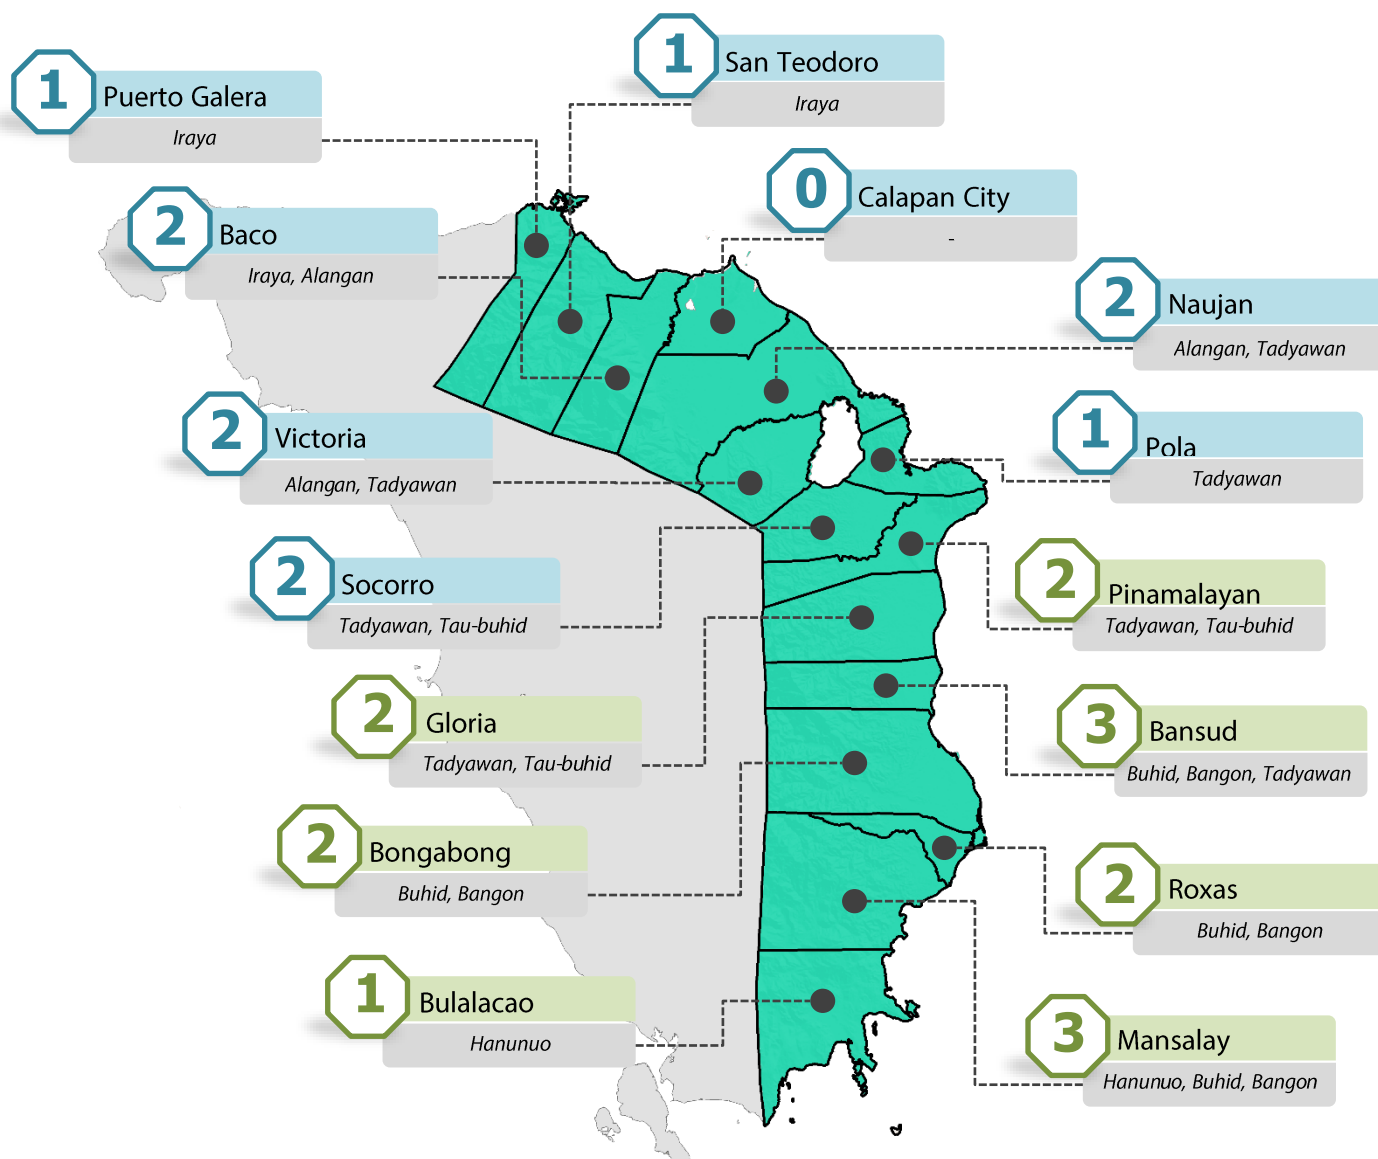 1
San Teodoro
Iraya
1
Puerto Galera
Iraya
0
Calapan City
-
2
Baco
Iraya, Alangan
2
Naujan
Alangan, Tadyawan
2
Victoria
Alangan, Tadyawan
1
Pola
Tadyawan
2
Socorro
Tadyawan, Tau-buhid
2
Pinamalayan
Tadyawan, Tau-buhid
2
Gloria
Tadyawan, Tau-buhid
3
Bansud
Buhid, Bangon, Tadyawan
2
Bongabong
Buhid, Bangon
2
Roxas
Buhid, Bangon
1
Bulalacao
Hanunuo
3
Mansalay
Hanunuo, Buhid, Bangon